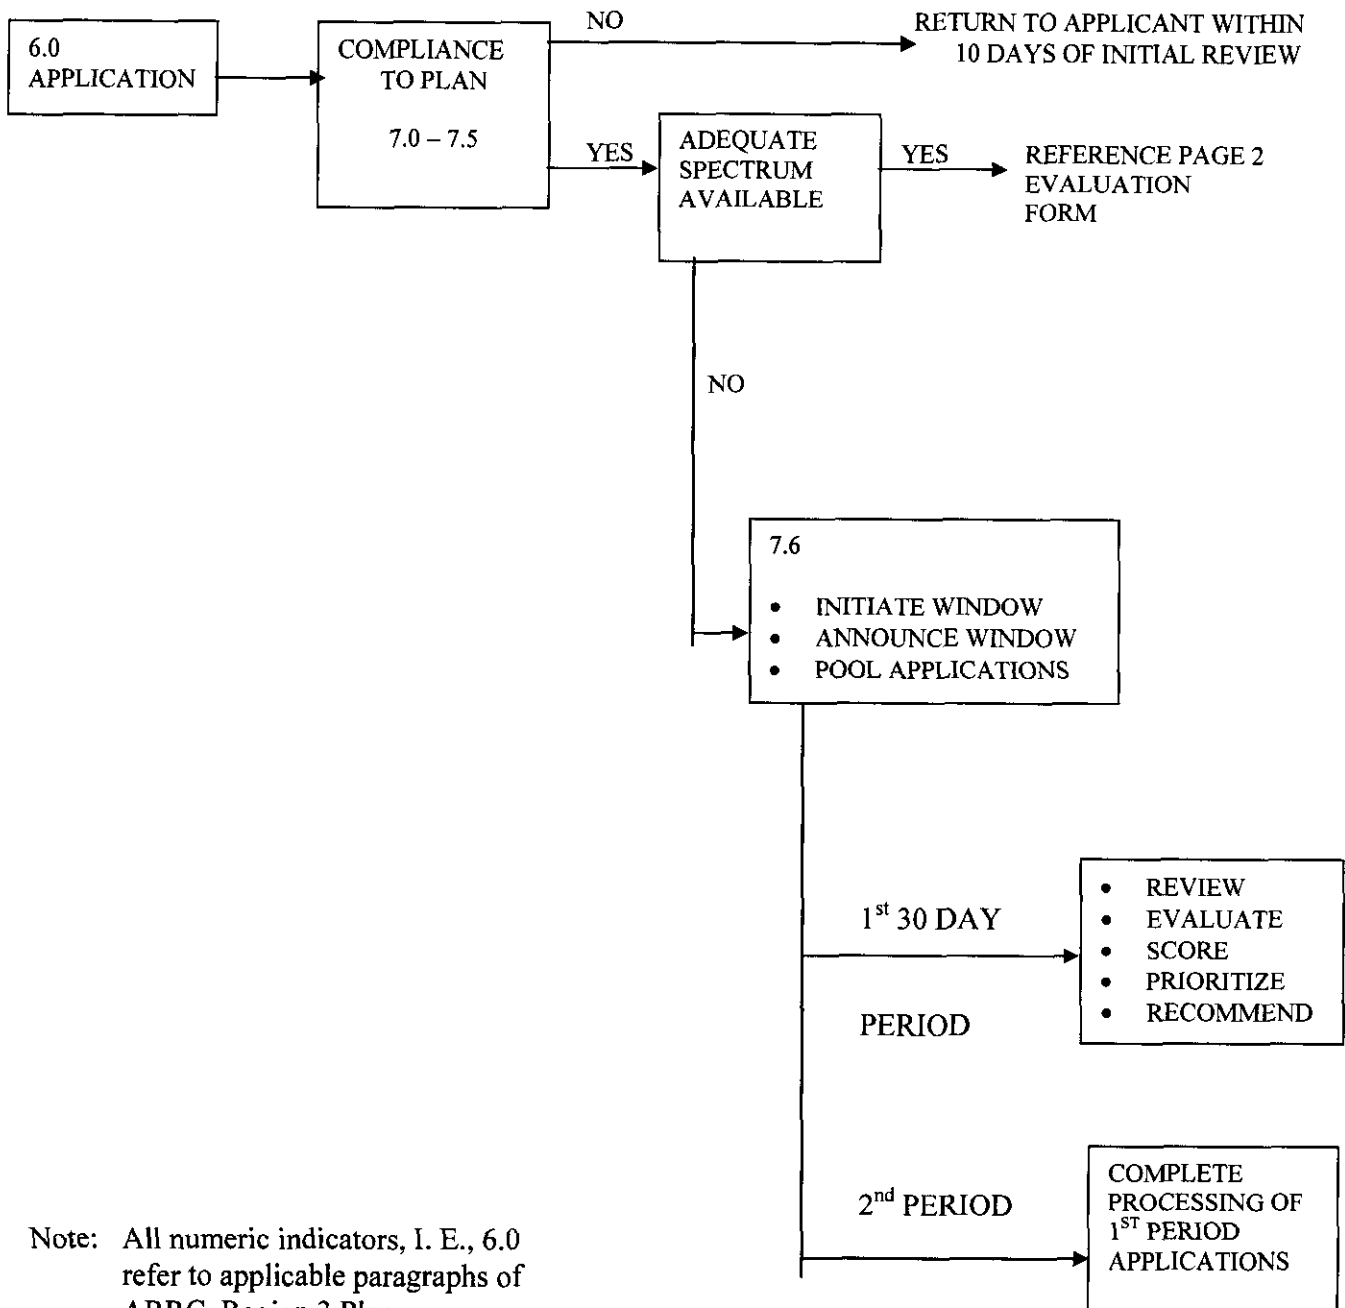 6.0
APPLICATION
COMPLIANCE
TO PLAN
7.0 – 7.5
NO
RETURN TO APPLICANT WITHIN
10 DAYS OF INITIAL REVIEW
YES
ADEQUATE
SPECTRUM
AVAILABLE
YES
REFERENCE PAGE 2
EVALUATION
FORM
NO
7.6
• INITIATE WINDOW
• ANNOUNCE WINDOW
• POOL APPLICATIONS
1st 30 DAY
PERIOD
• REVIEW
• EVALUATE
• SCORE
• PRIORITIZE
• RECOMMEND
2nd PERIOD
COMPLETE
PROCESSING OF
1ST PERIOD
APPLICATIONS
Note: All numeric indicators, I. E., 6.0
refer to applicable paragraphs of